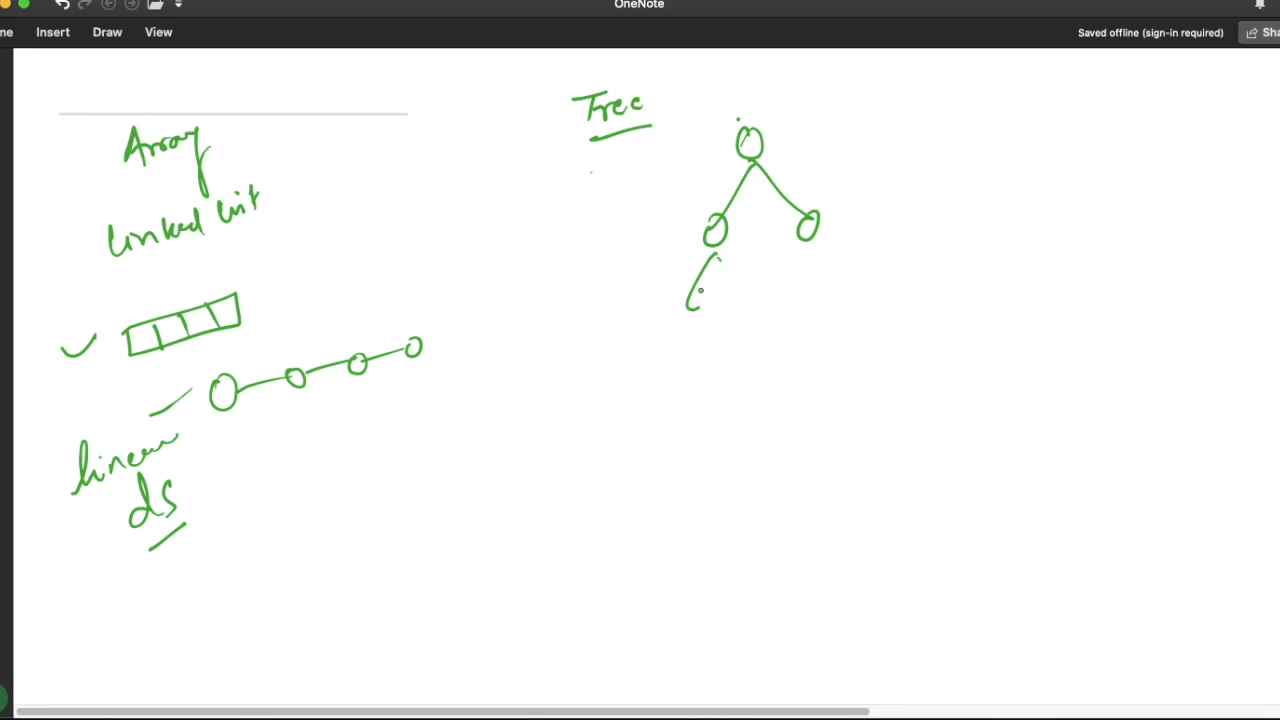 OneNote
Insert Draw View
Saved offline (sign-in required)
Array
Linked list
linear
ds
Tree